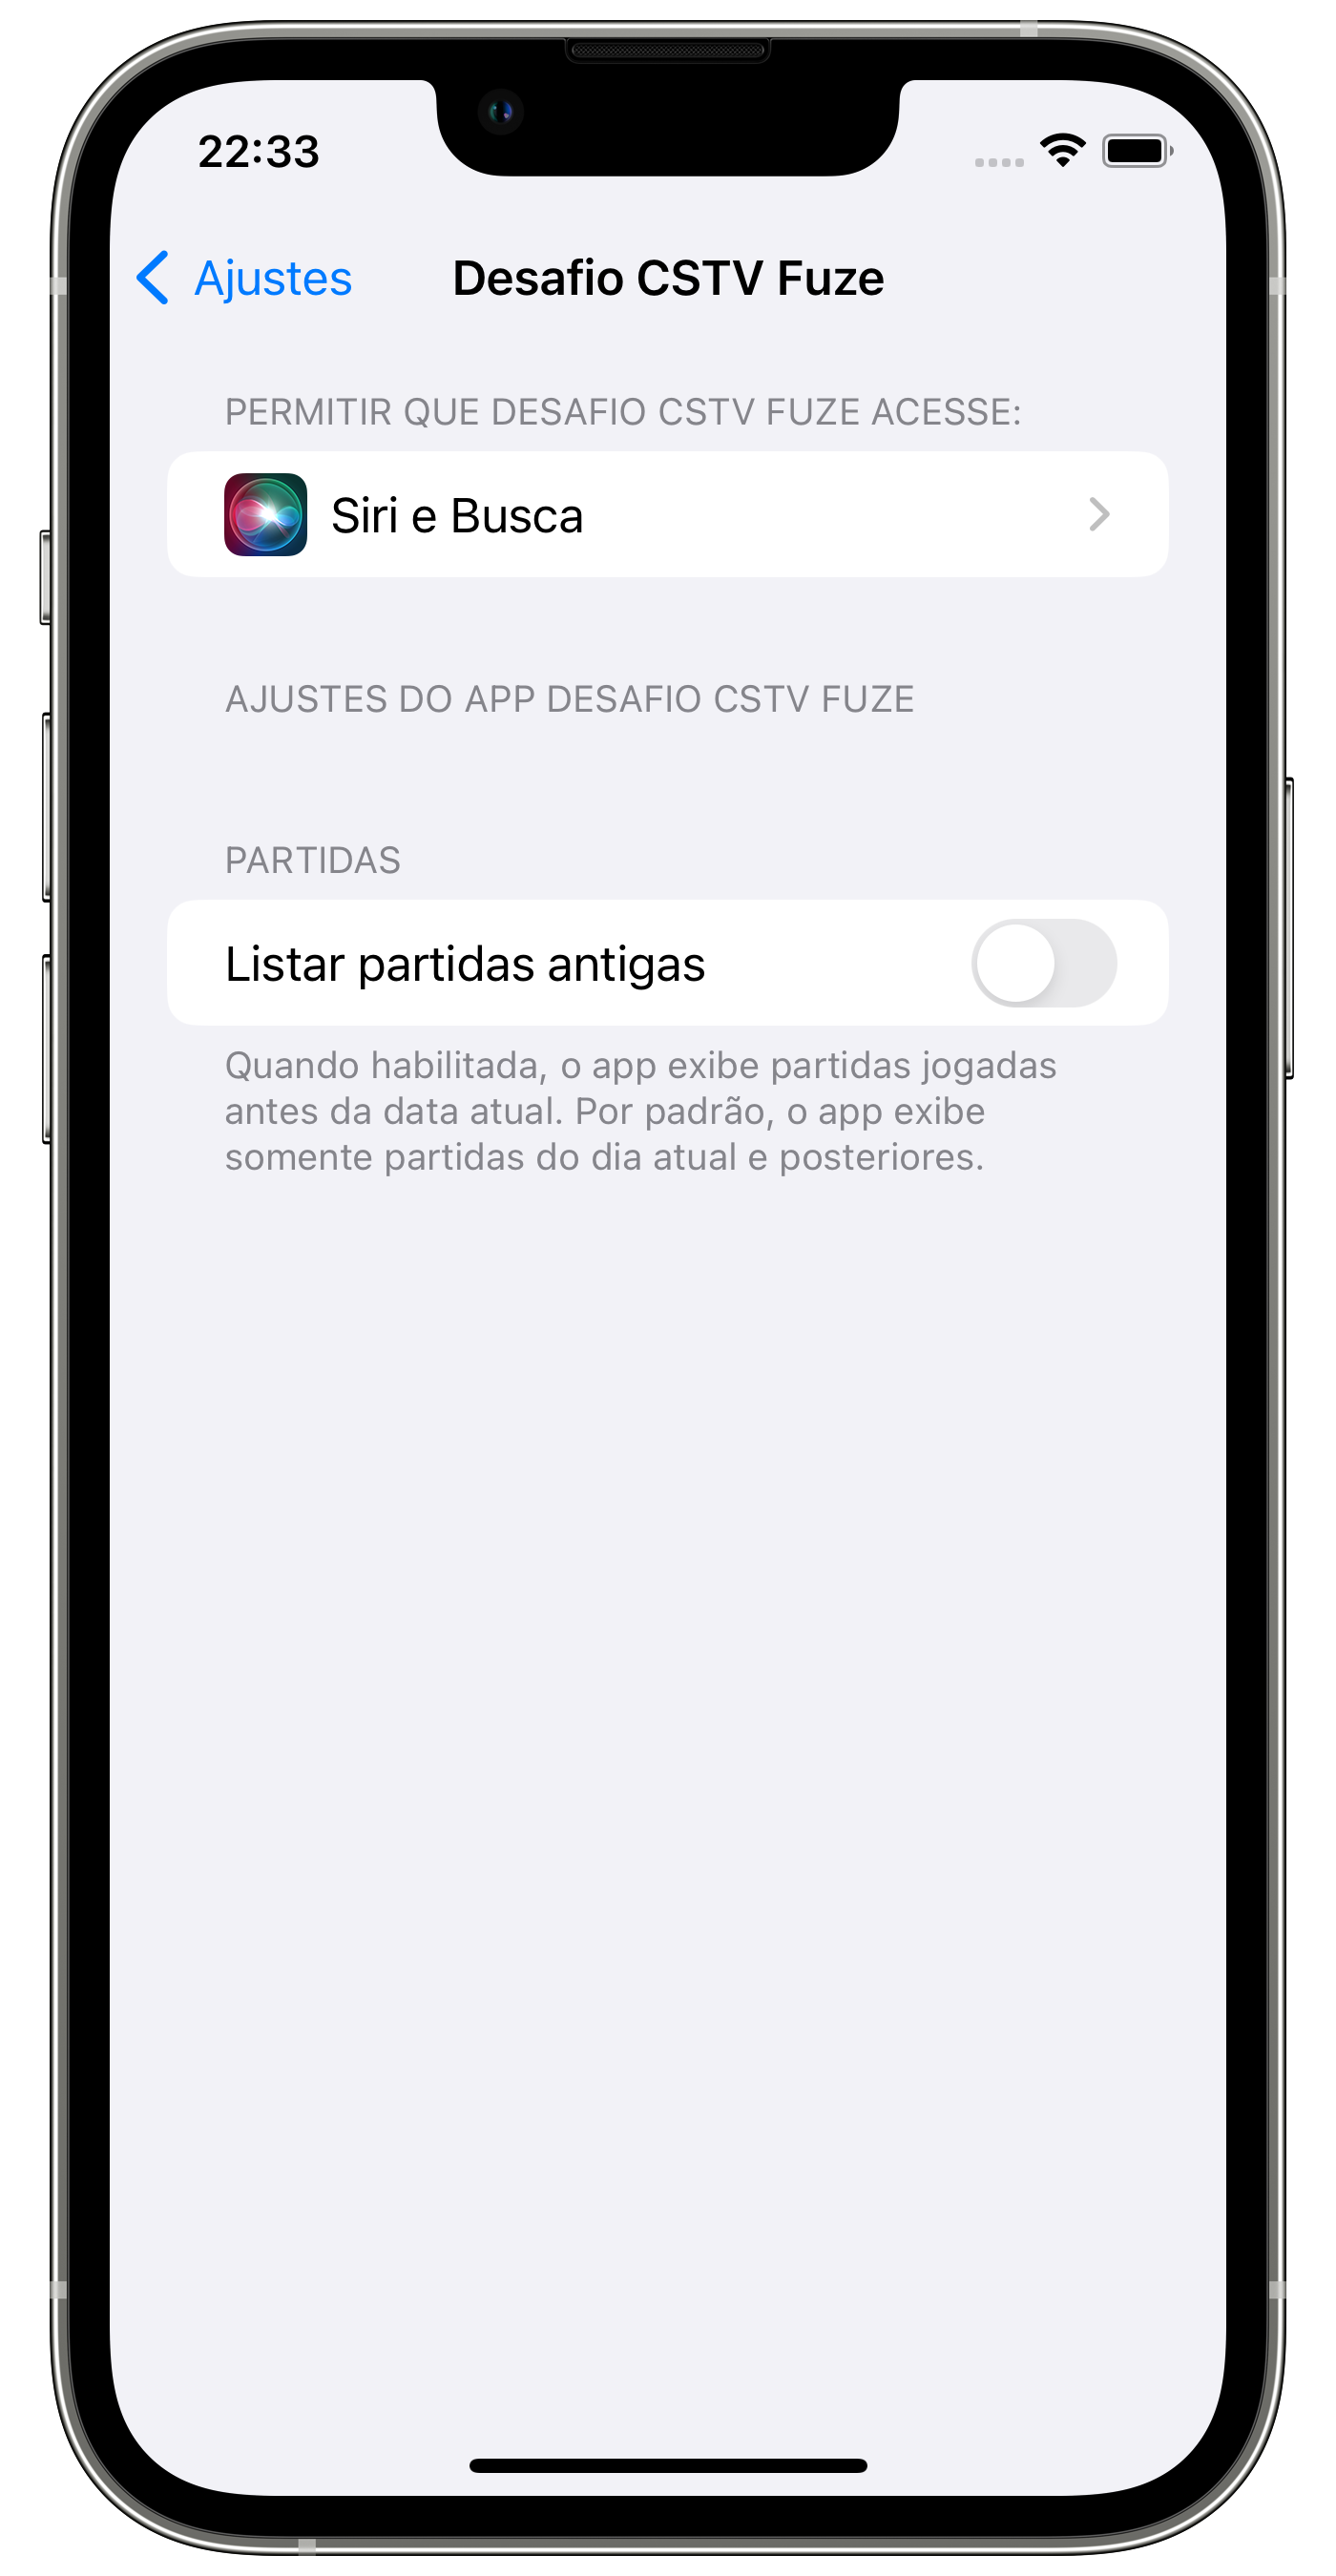 22:33
Ajustes
Desafio CSTV Fuze
PERMITIR QUE DESAFIO CSTV FUZE ACESSE:
Siri e Busca
AJUSTES DO APP DESAFIO CSTV FUZE
PARTIDAS
Listar partidas antigas
Quando habilitada, o app exibe partidas jogadas
antes da data atual. Por padrão, o app exibe
somente partidas do dia atual e posteriores.